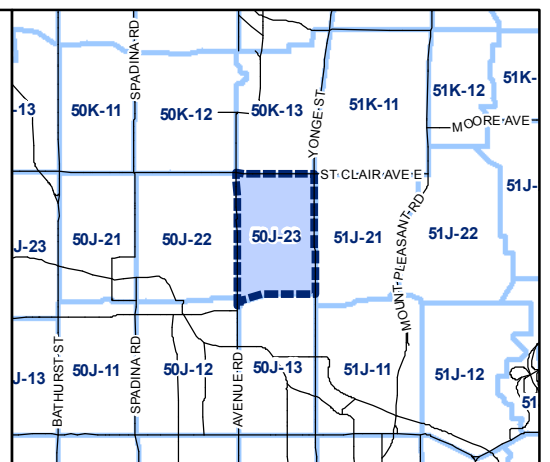 SPADINA RD
50K-11
50K-12
50K-13
YONGE ST
51K-11
51K-12
51K-
-13
MOORE AVE
ST CLAIR AVE E
51J-
J-23
50J-21
50J-22
50J-23
51J-21
51J-22
MOUNT PLEASANT RD
BATHURST ST
SPADINA RD
AVENUE RD
J-13
50J-11
50J-12
50J-13
51J-11
51J-12
51